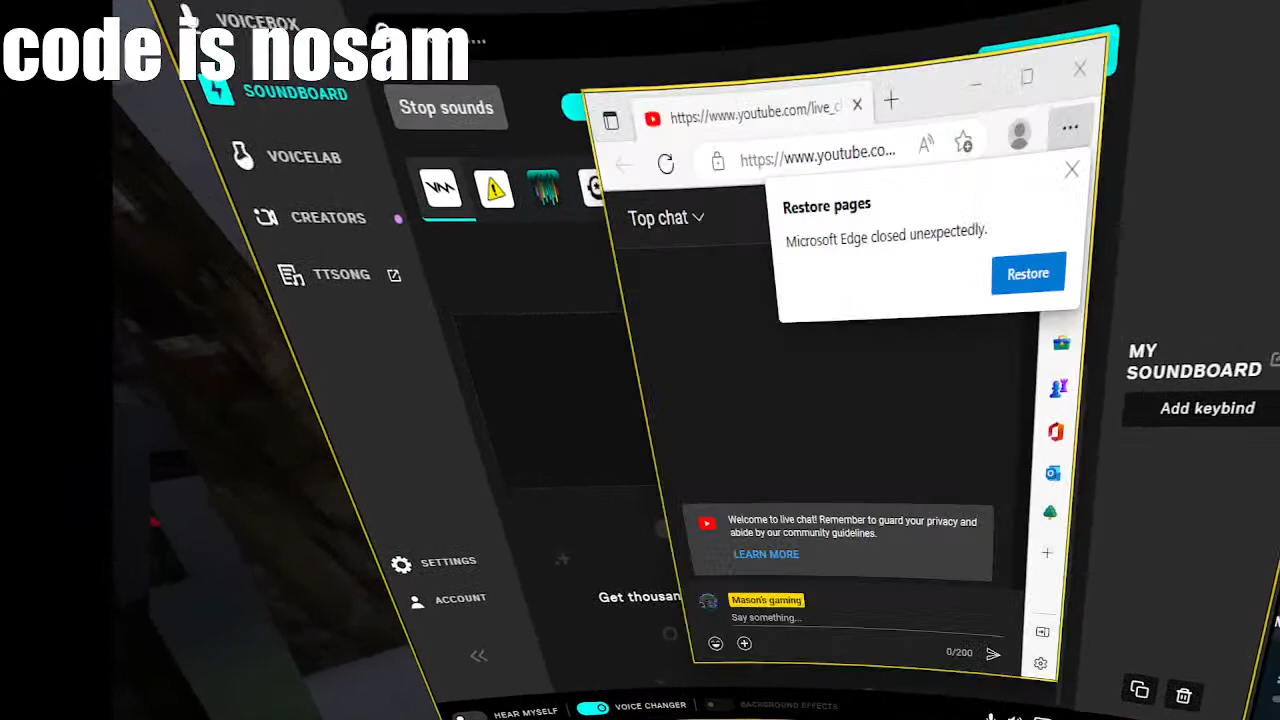 VOICEBOX
code is nosam
SOUNDBOARD
VOICELAB
CREATORS
TTSONG
SETTINGS
ACCOUNT
Stop sounds
Get thousan
HEAR MYSELF
VOICE CHANGER
BACKGROUND EFFECTS
https://www.youtube.com/live_c
https://www.youtube.co...
Top chat
Restore pages
Microsoft Edge closed unexpectedly.
Restore
Welcome to live chat! Remember to guard your privacy and
abide by our community guidelines.
LEARN MORE
Mason's gaming
Say something...
0/200
MY
SOUNDBOARD
Add keybind